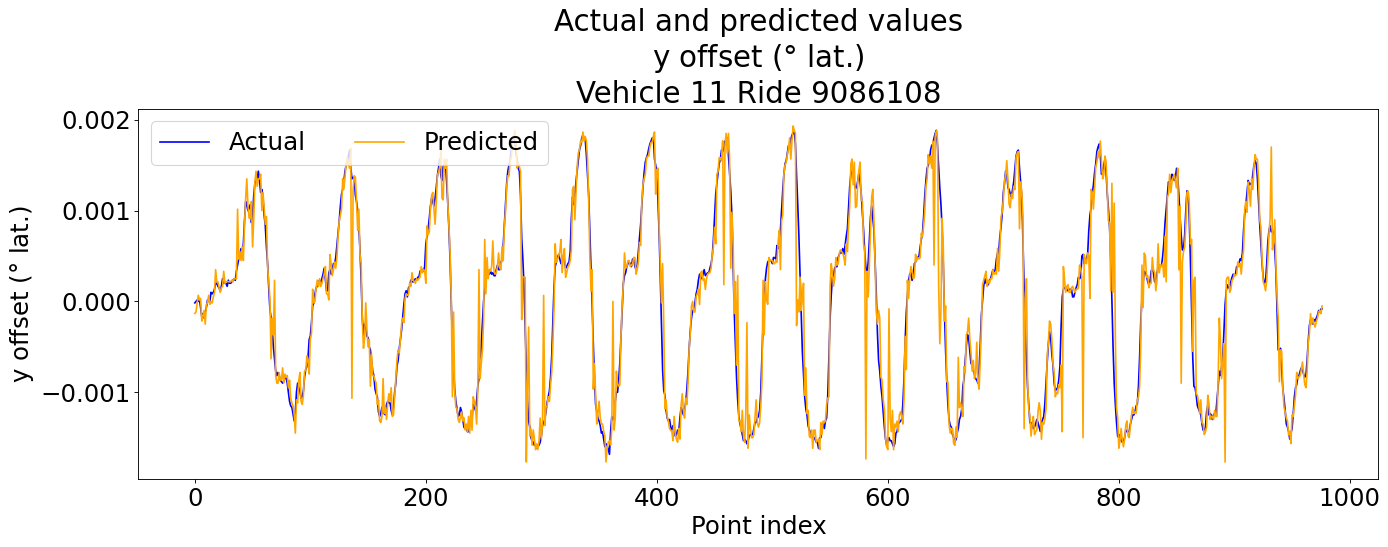 Actual and predicted values
y offset (° lat.)
Vehicle 11 Ride 9086108
Actual Predicted
0.002
0.001
0.000
−0.001
y offset (° lat.)
0 200 400 600 800 1000
Point index